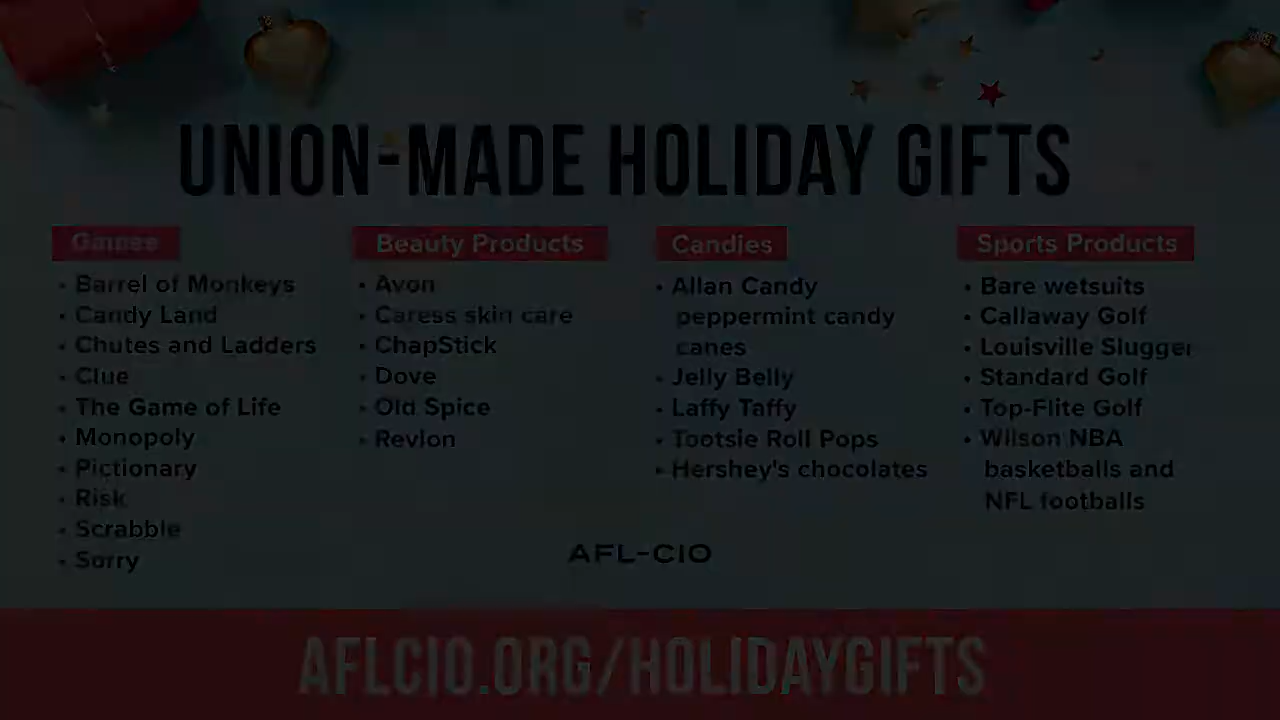 UNION-MADE HOLIDAY GIFTS
Games
• Barrel of Monkeys
• Candy Land
• Chutes and Ladders
• Clue
• The Game of Life
• Monopoly
• Pictionary
• Risk
• Scrabble
• Sorry
Beauty Products
• Avon
• Caress skin care
• ChapStick
• Dove
• Old Spice
• Revlon
Candies
• Allan Candy
peppermint candy
canes
• Jelly Belly
• Laffy Taffy
• Tootsie Roll Pops
• Hershey's chocolates
Sports Products
• Bare wetsuits
• Callaway Golf
• Louisville Slugger
• Standard Golf
• Top-Flite Golf
• Wilson NBA
basketballs and
NFL footballs
AFL-CIO
AFLCIO.ORG/HOLIDAYGIFTS